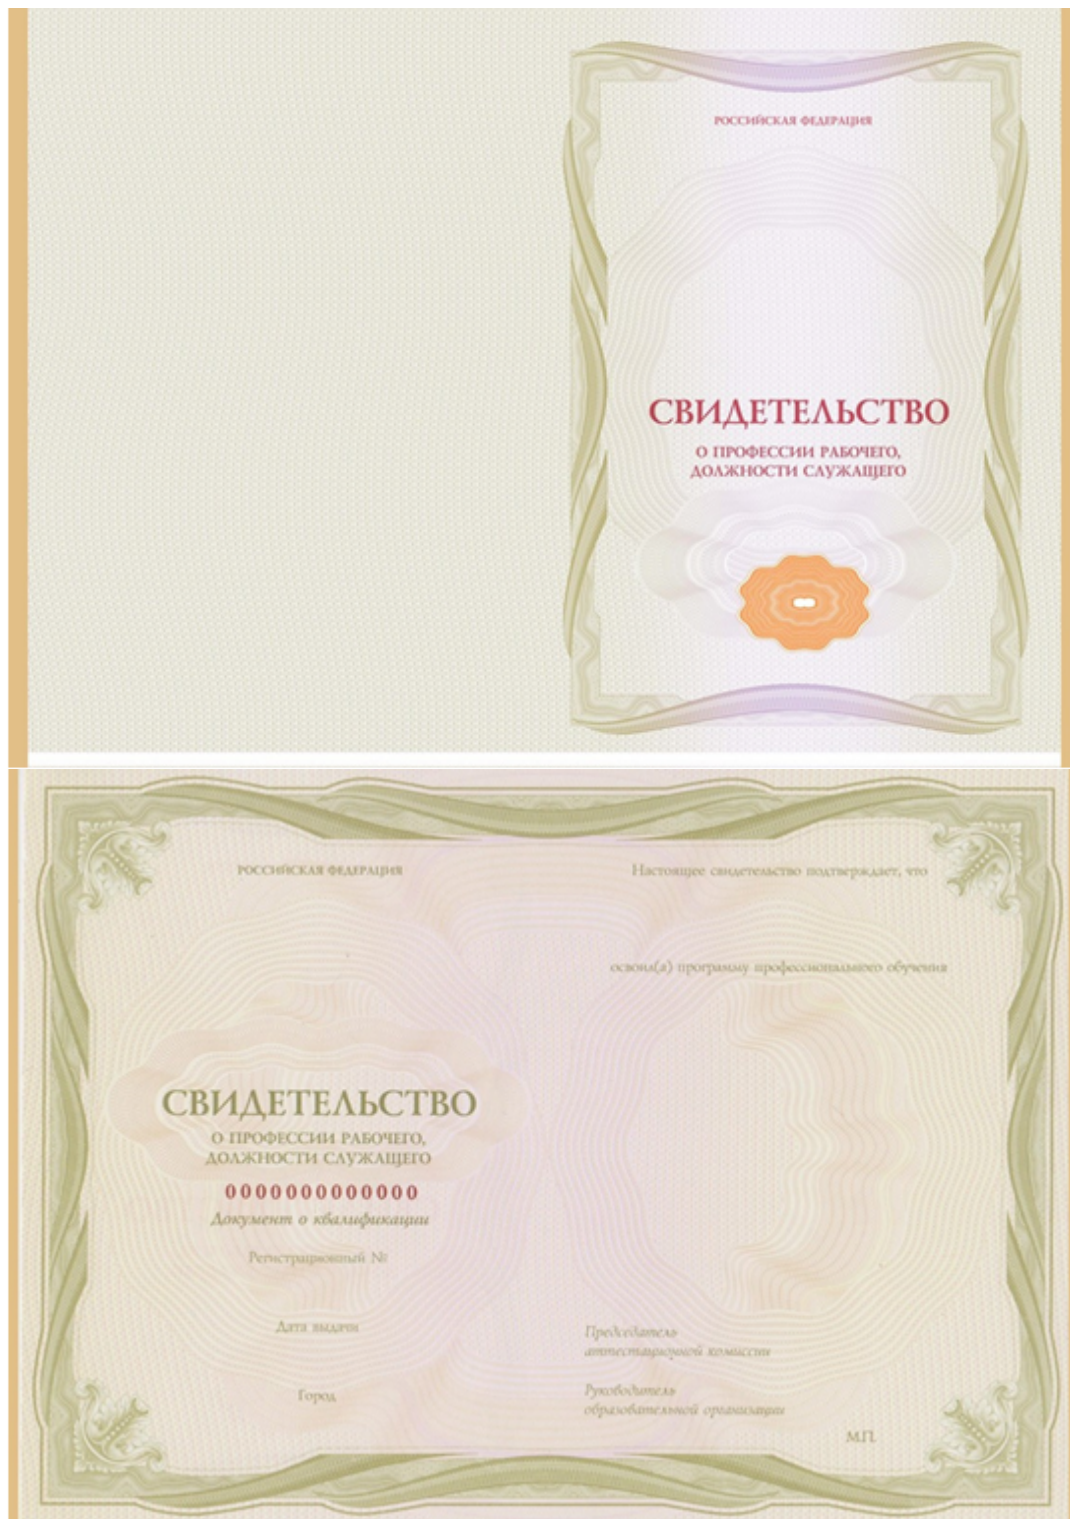 РОССИЙСКАЯ ФЕДЕРАЦИЯ
СВИДЕТЕЛЬСТВО
О ПРОФЕССИИ РАБОЧЕГО,
ДОЛЖНОСТИ СЛУЖАЩЕГО
РОССИЙСКАЯ ФЕДЕРАЦИЯ
СВИДЕТЕЛЬСТВО
О ПРОФЕССИИ РАБОЧЕГО,
ДОЛЖНОСТИ СЛУЖАЩЕГО
0000000000000
Документ о квалификации
Регистрационный №
Дата выдачи
Город
Настоящее свидетельство подтверждает, что
освоил(а) программу профессионального обучения
Председатель
аттестационной комиссии
Руководитель
образовательной организации
М.П.